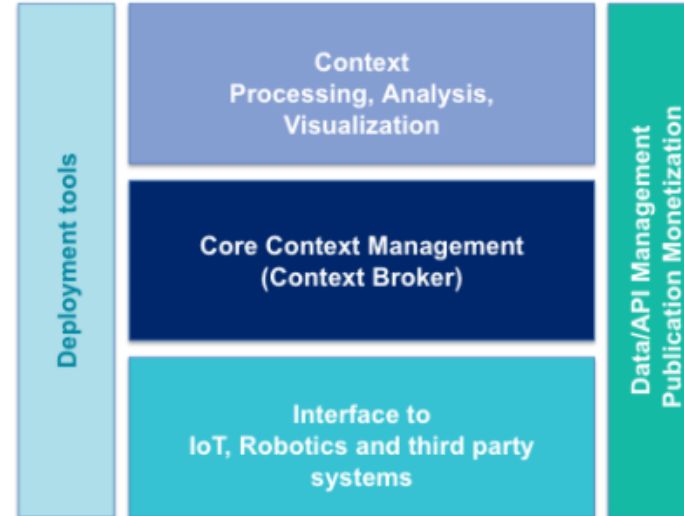 Deployment tools
Context
Processing, Analysis,
Visualization
Core Context Management
(Context Broker)
Interface to
IoT, Robotics and third party
systems
Data/API Management
Publication Monetization